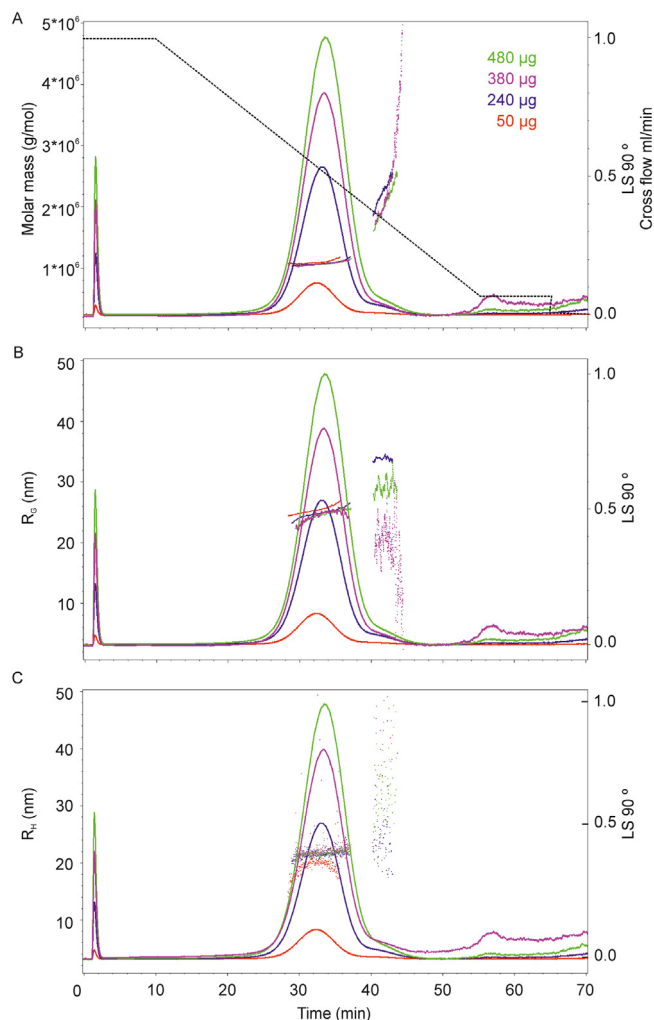 A
5*10⁶
4*10⁶
3*10⁶
2*10⁶
1*10⁶
Molar mass (g/mol)
480 µg
380 µg
240 µg
50 µg
1.0
0.5
0.0
LS 90 º
Cross flow ml/min
B
50
40
30
20
10
R_G (nm)
1.0
0.5
0.0
LS 90 º
C
50
40
30
20
10
R_H (nm)
1.0
0.5
0.0
LS 90 º
0 10 20 30 40 50 60 70
Time (min)